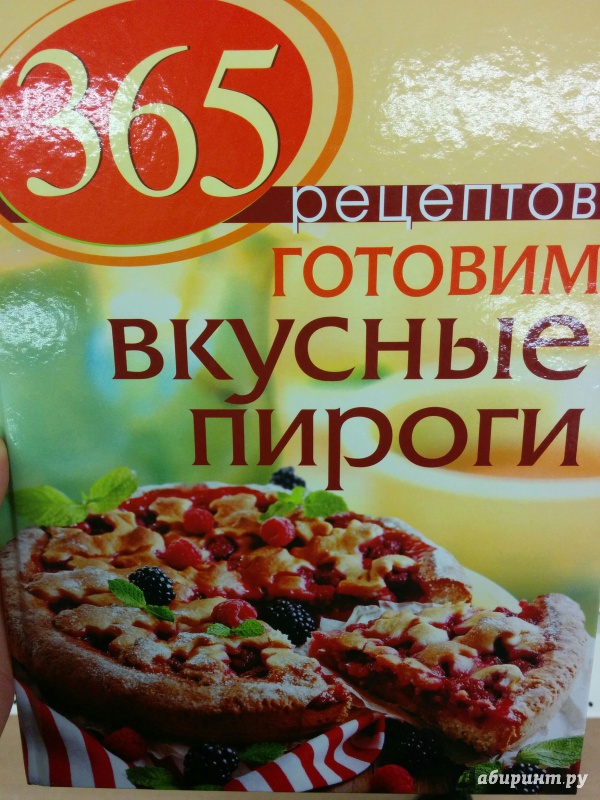 365
рецептов
ГОТОВИМ
ВКУСНЫЕ
ПИРОГИ
абиринт.ру